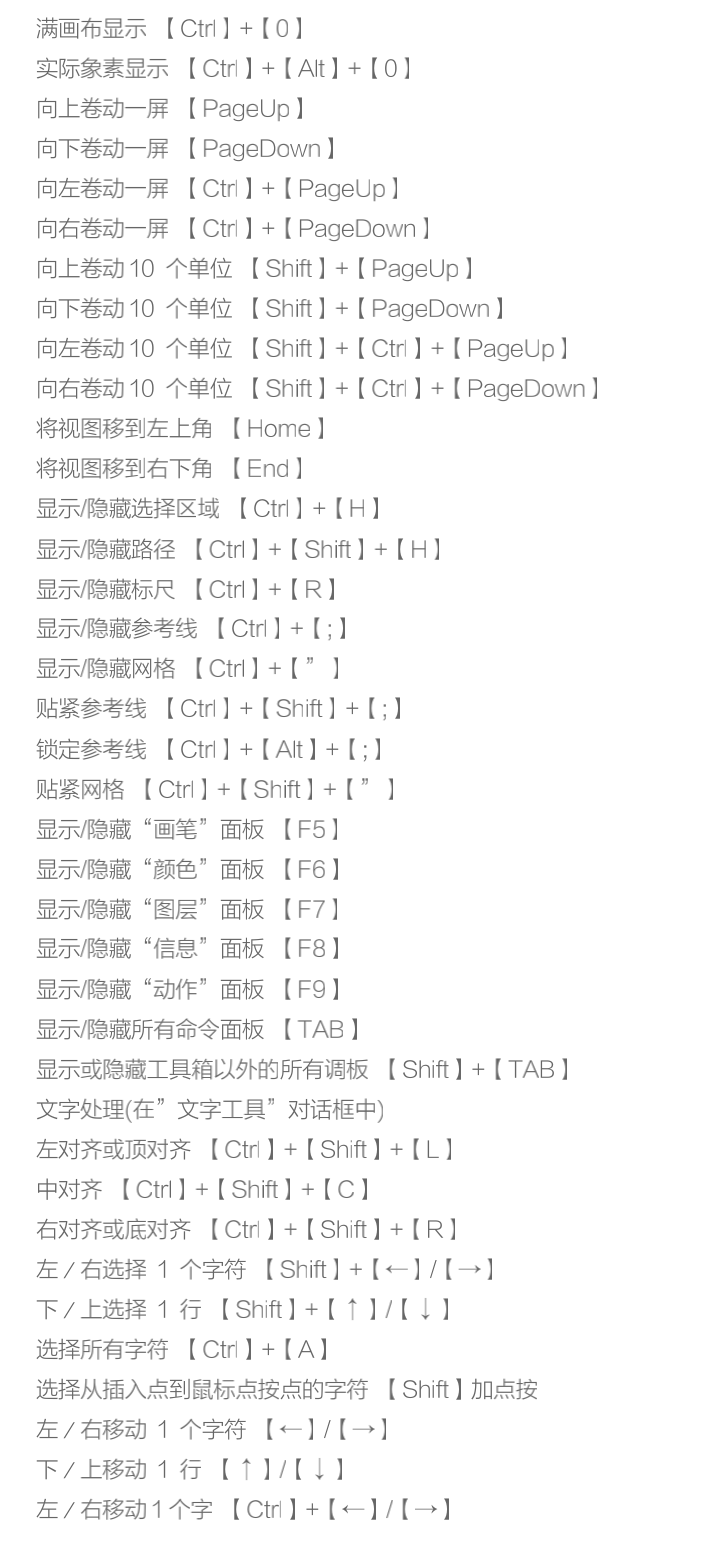 满画布显示 【Ctrl】+【0】
实际象素显示 【Ctrl】+【Alt】+【0】
向上卷动一屏 【PageUp】
向下卷动一屏 【PageDown】
向左卷动一屏 【Ctrl】+【PageUp】
向右卷动一屏 【Ctrl】+【PageDown】
向上卷动10 个单位 【Shift】+【PageUp】
向下卷动10 个单位 【Shift】+【PageDown】
向左卷动10 个单位 【Shift】+【Ctrl】+【PageUp】
向右卷动10 个单位 【Shift】+【Ctrl】+【PageDown】
将视图移到左上角 【Home】
将视图移到右下角 【End】
显示/隐藏选择区域 【Ctrl】+【H】
显示/隐藏路径 【Ctrl】+【Shift】+【H】
显示/隐藏标尺 【Ctrl】+【R】
显示/隐藏参考线 【Ctrl】+【;】
显示/隐藏网格 【Ctrl】+【”】
贴紧参考线 【Ctrl】+【Shift】+【;】
锁定参考线 【Ctrl】+【Alt】+【;】
贴紧网格 【Ctrl】+【Shift】+【”】
显示/隐藏“画笔”面板 【F5】
显示/隐藏“颜色”面板 【F6】
显示/隐藏“图层”面板 【F7】
显示/隐藏“信息”面板 【F8】
显示/隐藏“动作”面板 【F9】
显示/隐藏所有命令面板 【TAB】
显示或隐藏工具箱以外的所有调板 【Shift】+【TAB】
文字处理(在”文字工具”对话框中)
左对齐或顶对齐 【Ctrl】+【Shift】+【L】
中对齐 【Ctrl】+【Shift】+【C】
右对齐或底对齐 【Ctrl】+【Shift】+【R】
左／右选择 1 个字符 【Shift】+【←】/【→】
下／上选择 1 行 【Shift】+【↑】/【↓】
选择所有字符 【Ctrl】+【A】
选择从插入点到鼠标点按点的字符 【Shift】加点按
左／右移动 1 个字符 【←】/【→】
下／上移动 1 行 【↑】/【↓】
左／右移动1个字 【Ctrl】+【←】/【→】